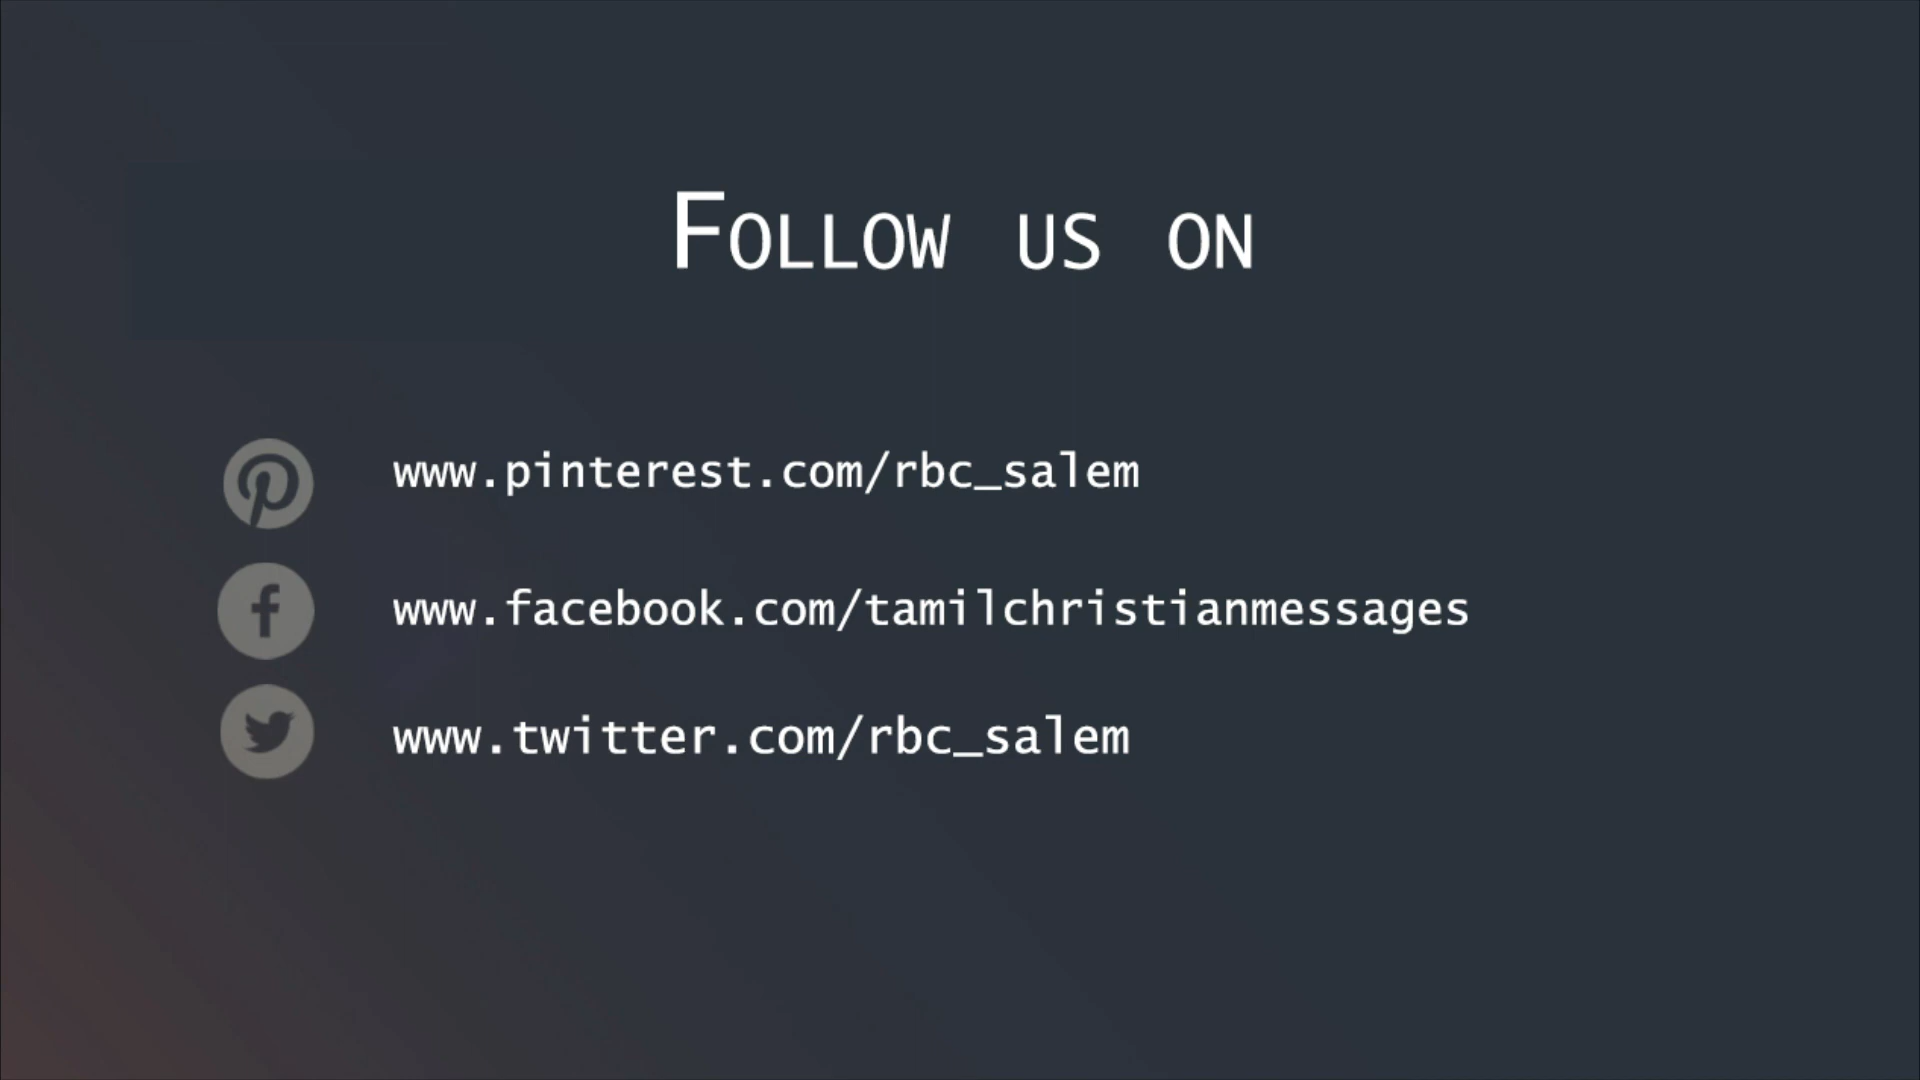 Follow us on
www.pinterest.com/rbc_salem
www.facebook.com/tamilchristianmessages
www.twitter.com/rbc_salem